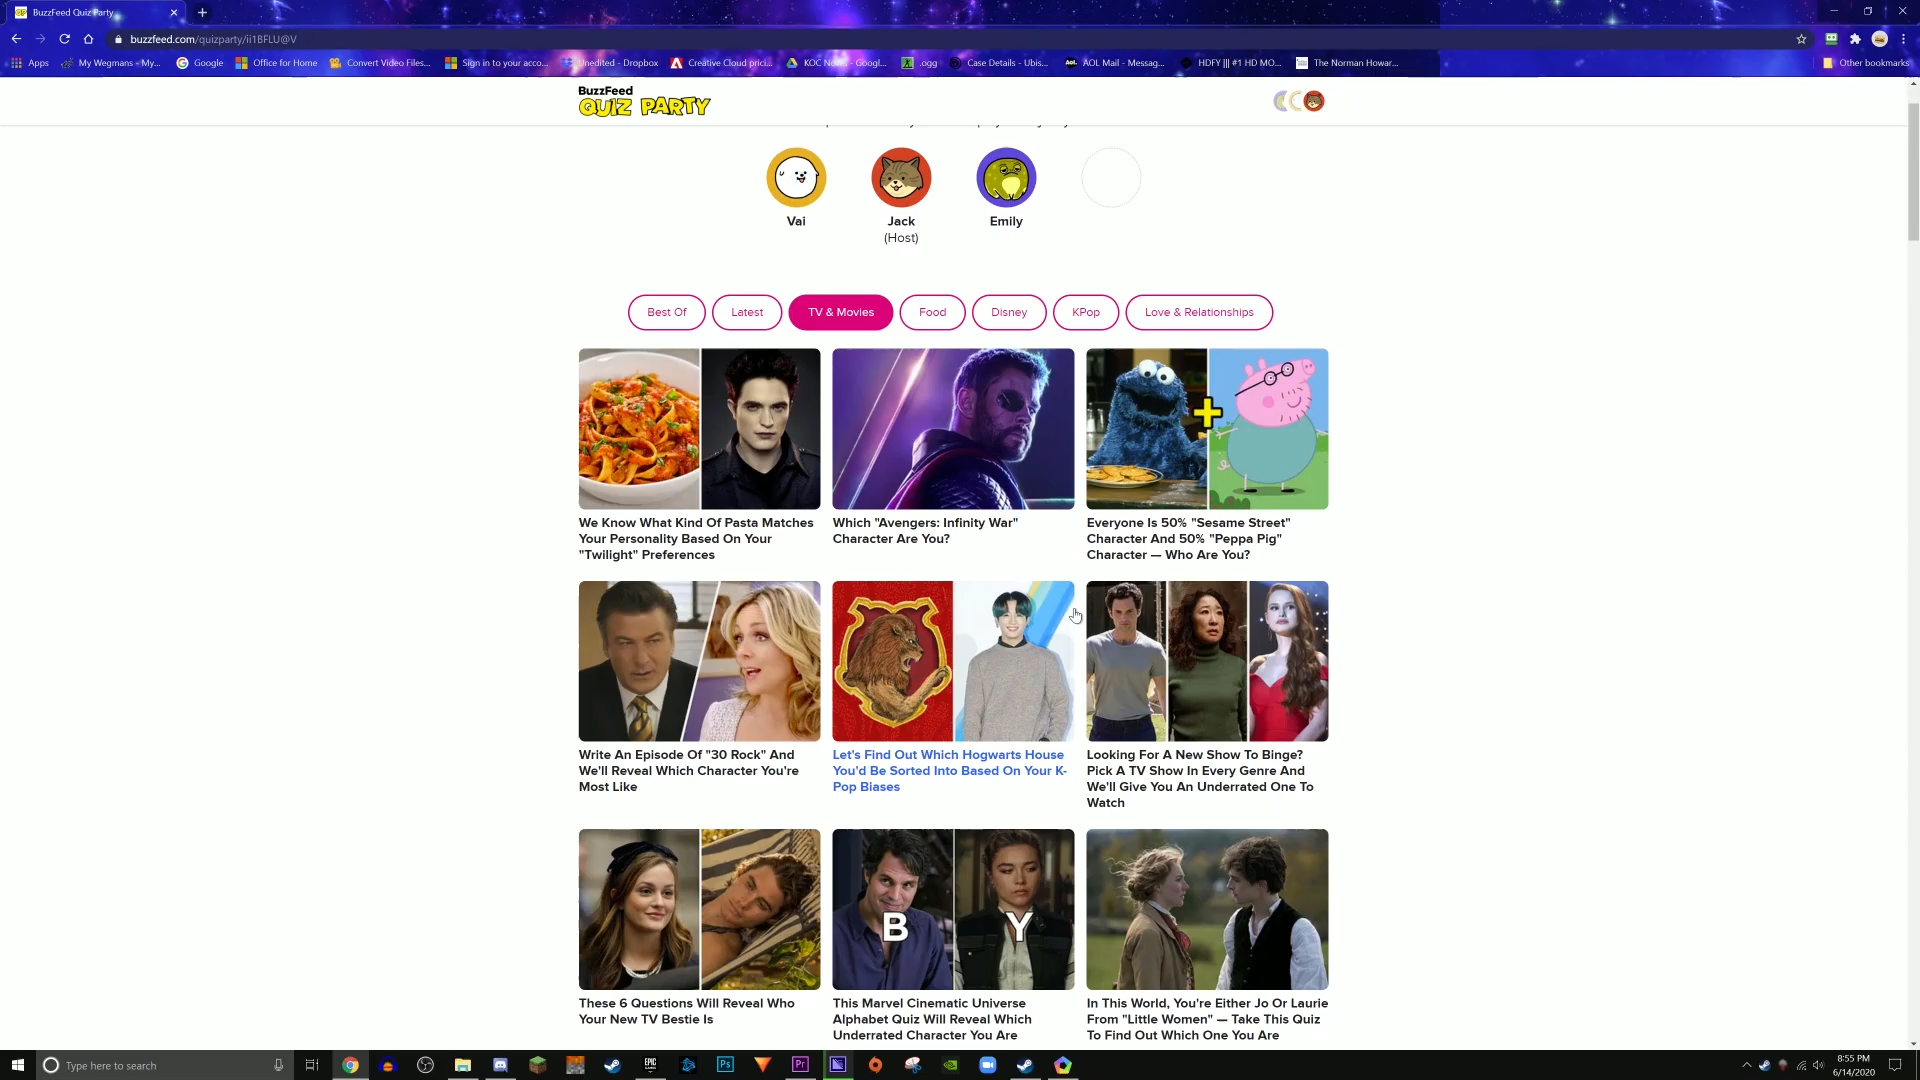 BuzzFeed Quiz Party
buzzfeed.com/quizparty/ii1BFLU@V
Apps
My Wegmans - My...
Google
Office for Home
Convert Video Files...
Sign in to your acco...
Unedited - Dropbox
Creative Cloud prici...
KOC No
- Googl...
.ogg
Case Details - Ubis...
Aol.
AOL Mail - Messag...
HDFY ||| #1 HD MO...
The Norman Howar...
Other bookmarks
BuzzFeed
QUIZ PARTY
Vai
Jack
(Host)
Emily
Best Of
Latest
TV & Movies
Food
Disney
KPop
Love & Relationships
We Know What Kind Of Pasta Matches
Your Personality Based On Your
"Twilight" Preferences
Which "Avengers: Infinity War"
Character Are You?
Everyone Is 50% "Sesame Street"
Character And 50% "Peppa Pig"
Character — Who Are You?
Write An Episode Of "30 Rock" And
We'll Reveal Which Character You're
Most Like
Let's Find Out Which Hogwarts House
You'd Be Sorted Into Based On Your K-
Pop Biases
Looking For A New Show To Binge?
Pick A TV Show In Every Genre And
We'll Give You An Underrated One To
Watch
B
Y
These 6 Questions Will Reveal Who
Your New TV Bestie Is
This Marvel Cinematic Universe
Alphabet Quiz Will Reveal Which
Underrated Character You Are
In This World, You're Either Jo Or Laurie
From "Little Women" — Take This Quiz
To Find Out Which One You Are
Type here to search
EPIC
Ps
Pr
8:55 PM
6/14/2020